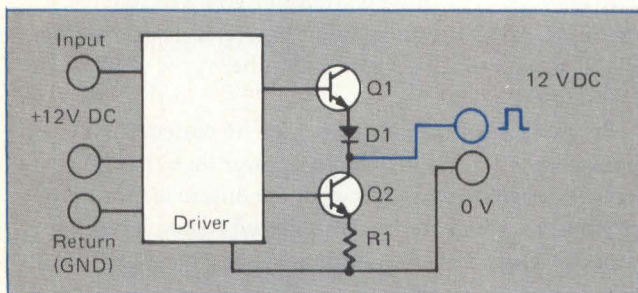 Input
+12V DC
Return
(GND)
Driver
Q1
D1
Q2
R1
12 VDC
0 V